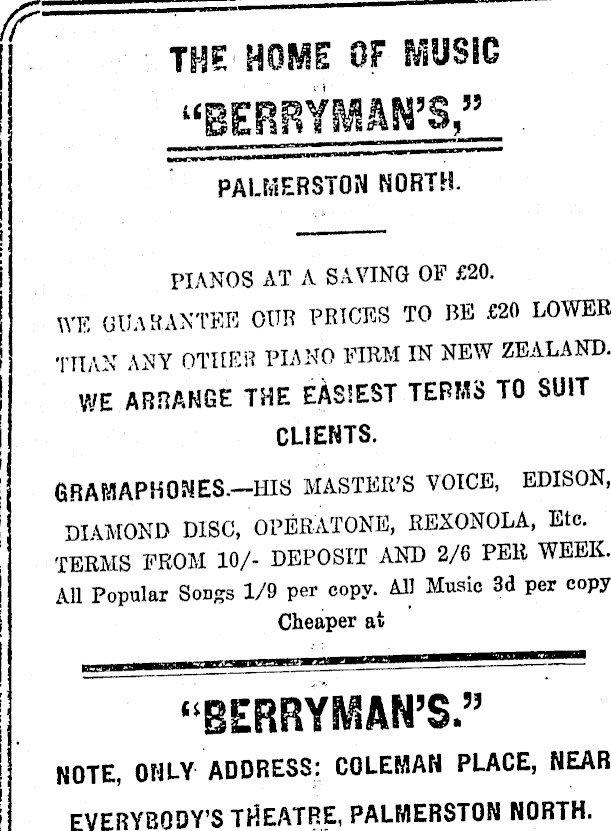 THE HOME OF MUSIC
"BERRYMAN'S,"
PALMERSTON NORTH.
PIANOS AT A SAVING OF £20.
WE GUARANTEE OUR PRICES TO BE £20 LOWER
THAN ANY OTHER PIANO FIRM IN NEW ZEALAND.
WE ARRANGE THE EASIEST TERMS TO SUIT
CLIENTS.
GRAMAPHONES.—HIS MASTER'S VOICE, EDISON,
DIAMOND DISC, OPERATONE, REXONOLA, Etc.
TERMS FROM 10/- DEPOSIT AND 2/6 PER WEEK.
All Popular Songs 1/9 per copy. All Music 3d per copy
Cheaper at
"BERRYMAN'S."
NOTE, ONLY ADDRESS: COLEMAN PLACE, NEAR
EVERYBODY'S THEATRE, PALMERSTON NORTH.